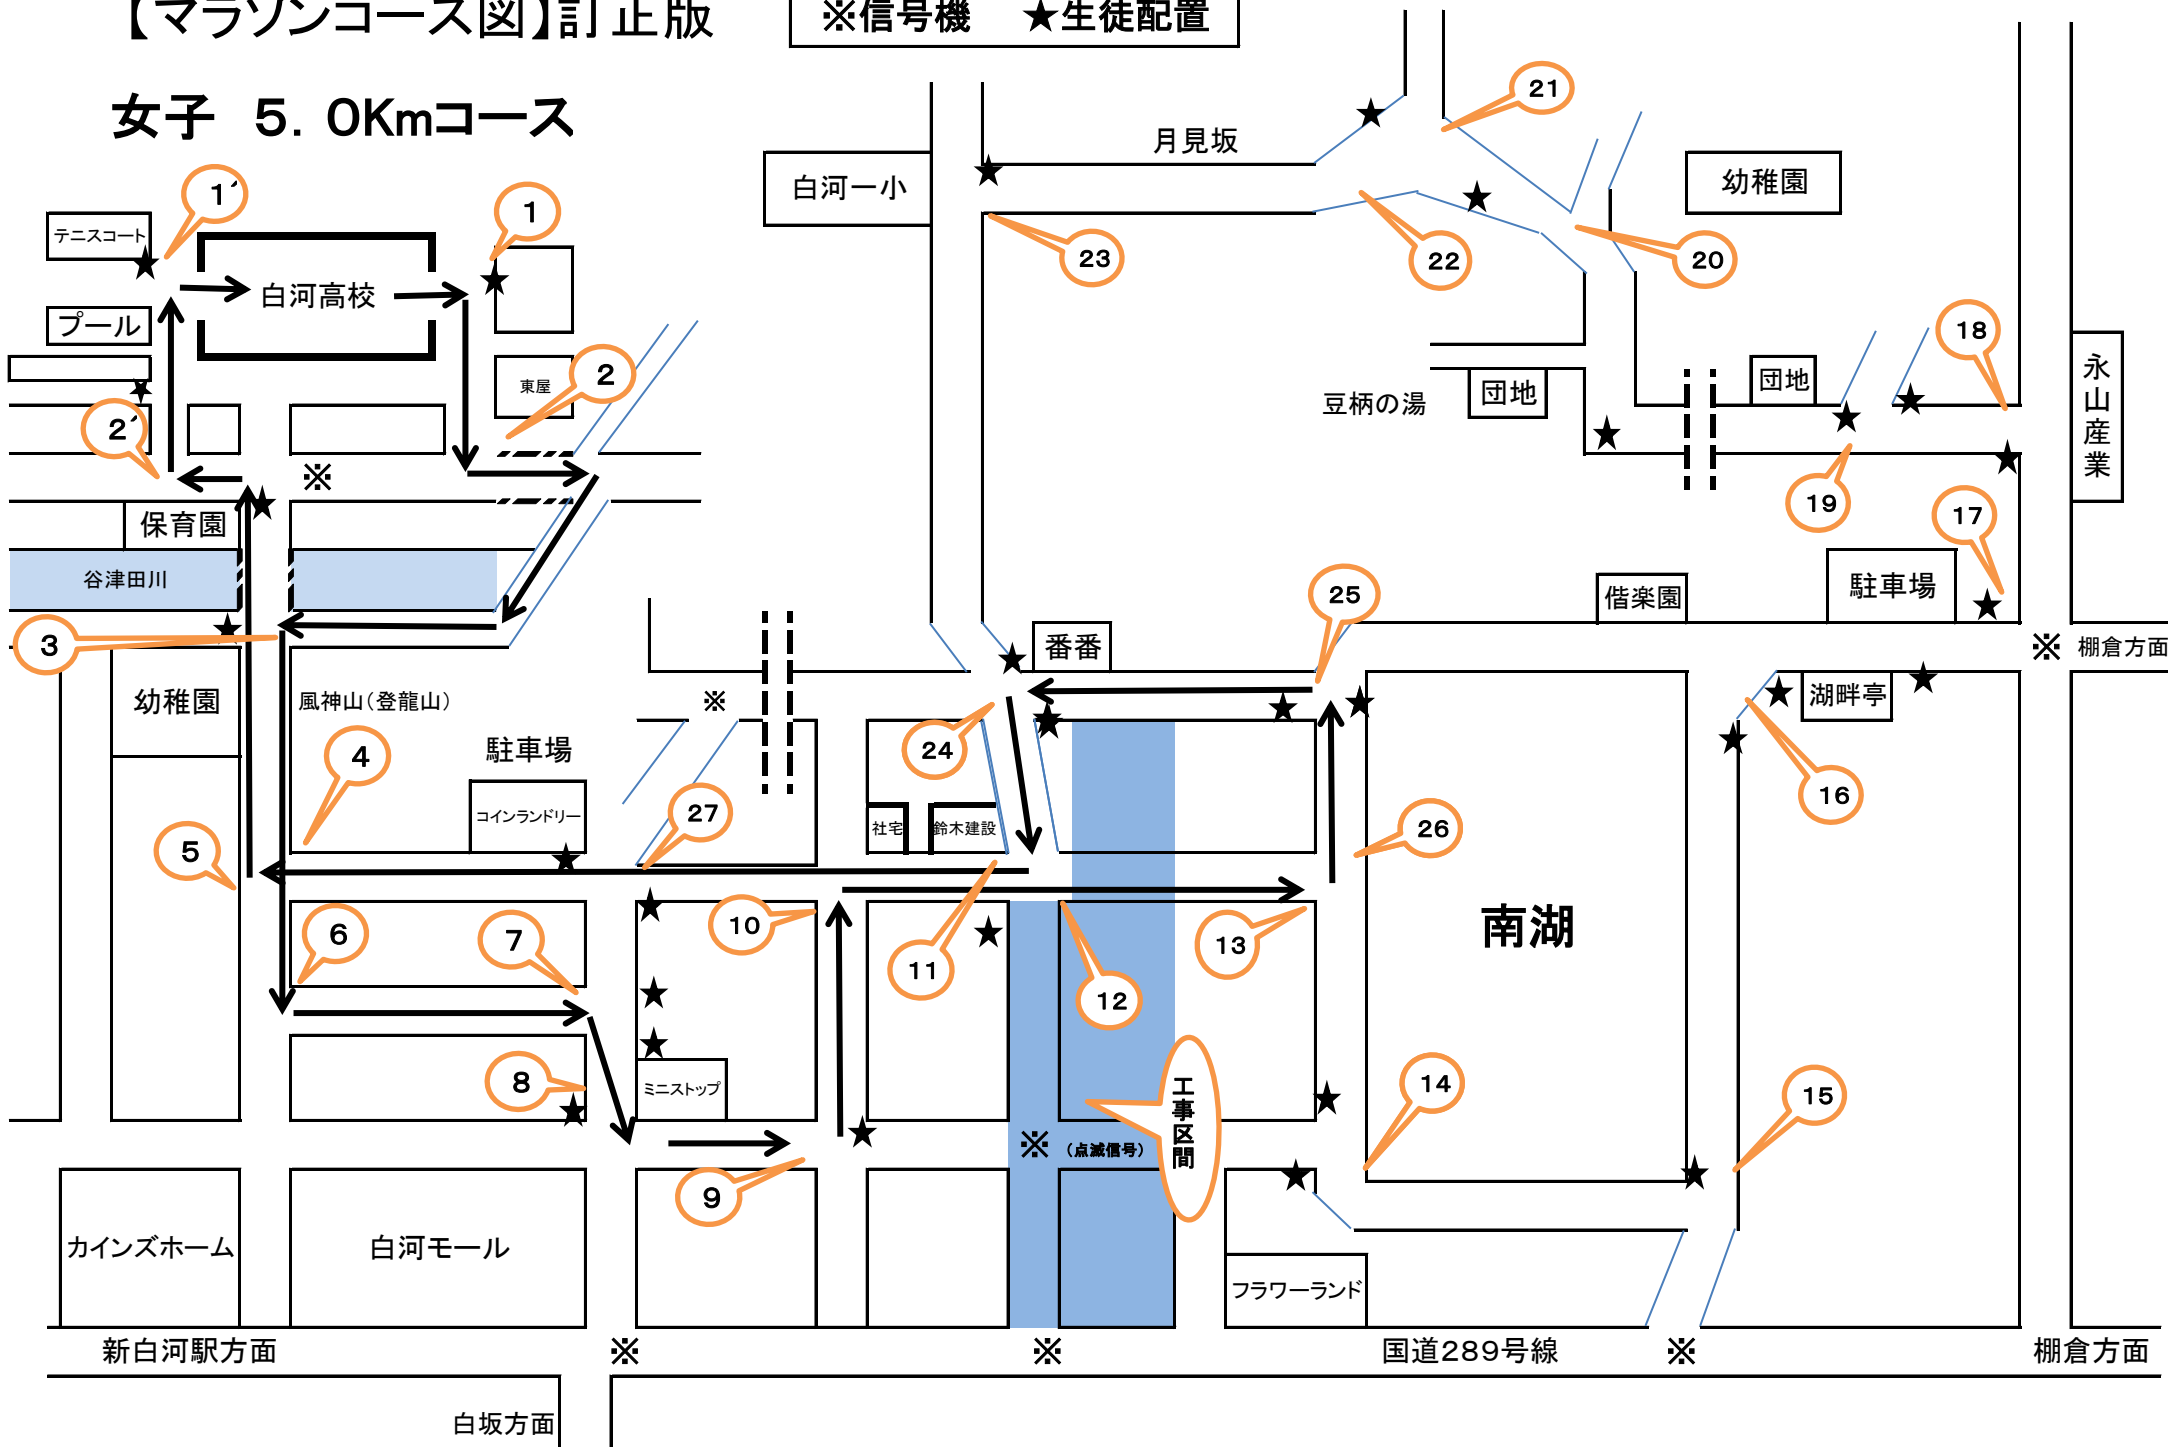 【マラソンコース図】訂正版
※信号機　★生徒配置
女子　５．０Kmコース
21
月見坂
1´
1
白河一小
幼稚園
テニスコート
23
22
20
白河高校
プール
18
2
東屋
永山産業
団地
団地
豆柄の湯
2´
※
19
17
保育園
谷津田川
25
偕楽園
駐車場
3
番番
※ 棚倉方面
幼稚園
風神山（登龍山）
※
湖畔亭
駐車場
4
24
16
コインランドリー
27
社宅
鈴木建設
26
5
6
7
10
11
13
南湖
12
8
ミニストップ
工事区間
14
15
※ （点滅信号）
9
カインズホーム
白河モール
フラワーランド
新白河駅方面
※
※
国道２８９号線
※
棚倉方面
白坂方面